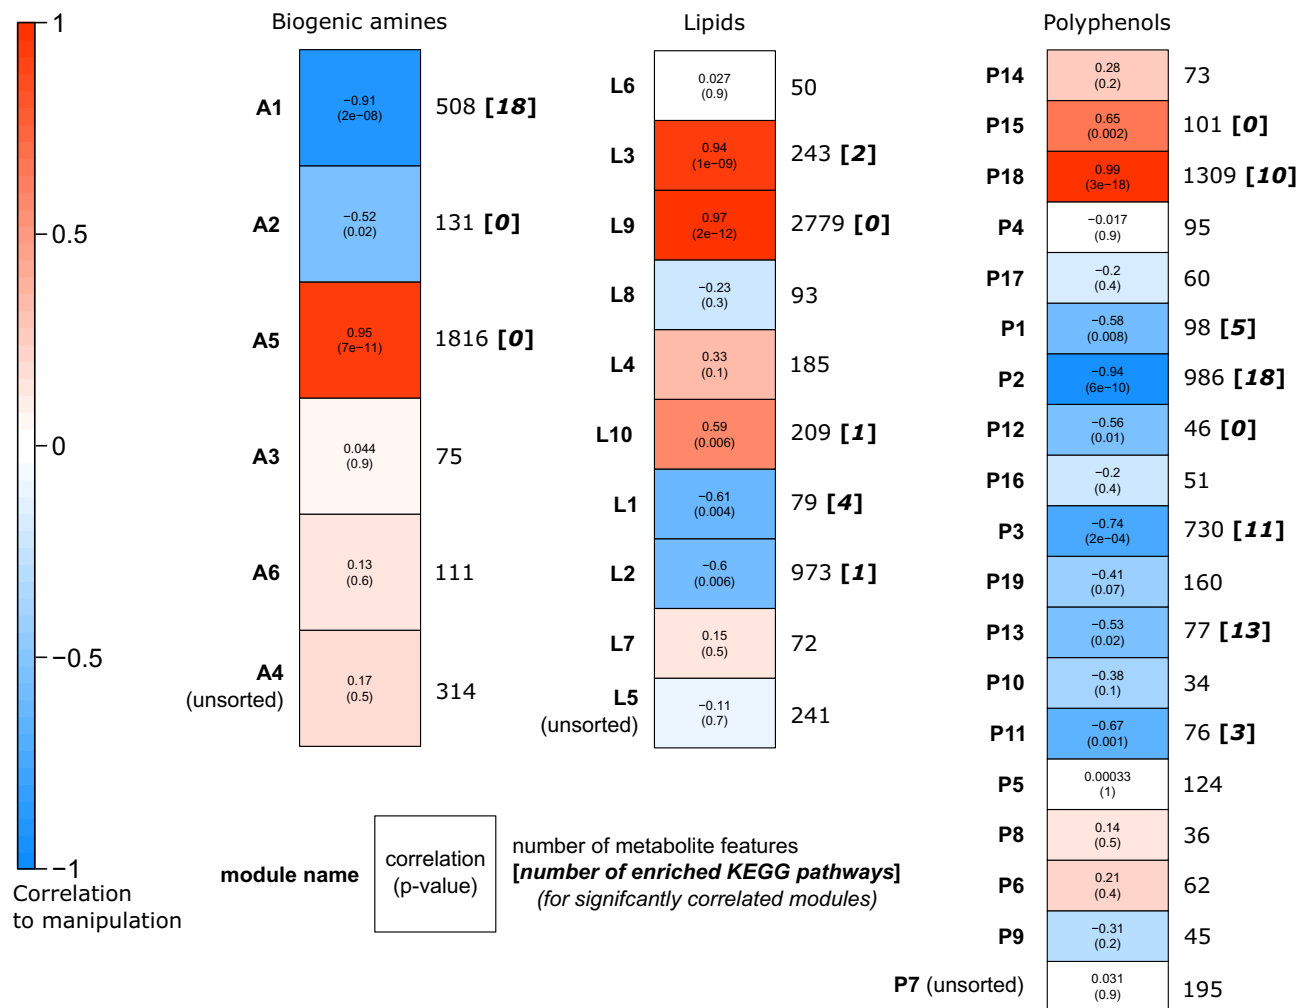 1
0.5
0
−0.5
−1
Correlation
to manipulation
Biogenic amines
A1
−0.91
(2e−08)
508 [18]
A2
−0.52
(0.02)
131 [0]
A5
0.95
(7e−11)
1816 [0]
A3
0.044
(0.9)
75
A6
0.13
(0.6)
111
A4
(unsorted)
0.17
(0.5)
314
Lipids
L6
0.027
(0.9)
50
L3
0.94
(1e−09)
243 [2]
L9
0.97
(2e−12)
2779 [0]
L8
−0.23
(0.3)
93
L4
0.33
(0.1)
185
L10
0.59
(0.006)
209 [1]
L1
−0.61
(0.004)
79 [4]
L2
−0.6
(0.006)
973 [1]
L7
0.15
(0.5)
72
L5
(unsorted)
−0.11
(0.7)
241
Polyphenols
P14
0.28
(0.2)
73
P15
0.65
(0.002)
101 [0]
P18
0.99
(3e−18)
1309 [10]
P4
−0.017
(0.9)
95
P17
−0.2
(0.4)
60
P1
−0.58
(0.008)
98 [5]
P2
−0.94
(6e−10)
986 [18]
P12
−0.56
(0.01)
46 [0]
P16
−0.2
(0.4)
51
P3
−0.74
(2e−04)
730 [11]
P19
−0.41
(0.07)
160
P13
−0.53
(0.02)
77 [13]
P10
−0.38
(0.1)
34
P11
−0.67
(0.001)
76 [3]
P5
0.00033
(1)
124
P8
0.14
(0.5)
36
P6
0.21
(0.4)
62
P9
−0.31
(0.2)
45
P7 (unsorted)
0.031
(0.9)
195
module name
correlation
(p-value)
number of metabolite features
[number of enriched KEGG pathways]
(for signifcantly correlated modules)